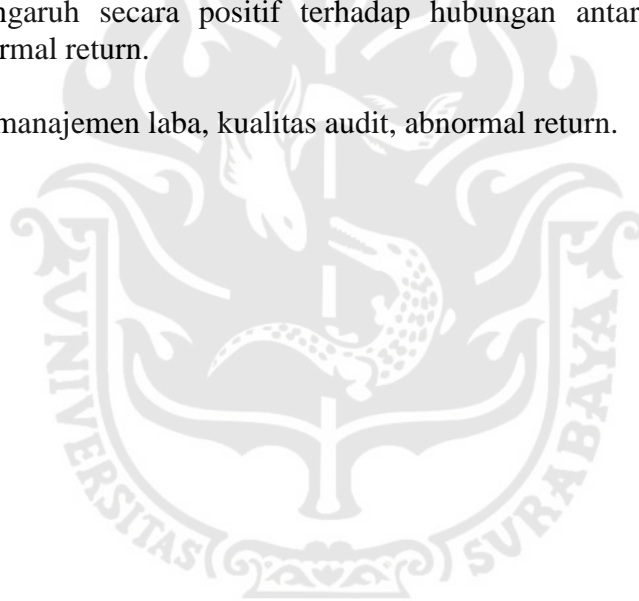 ngaruh secara positif terhadap hubungan antar
rmal return.
manajemen laba, kualitas audit, abnormal return.
UNIVERSITAS SURABAYA